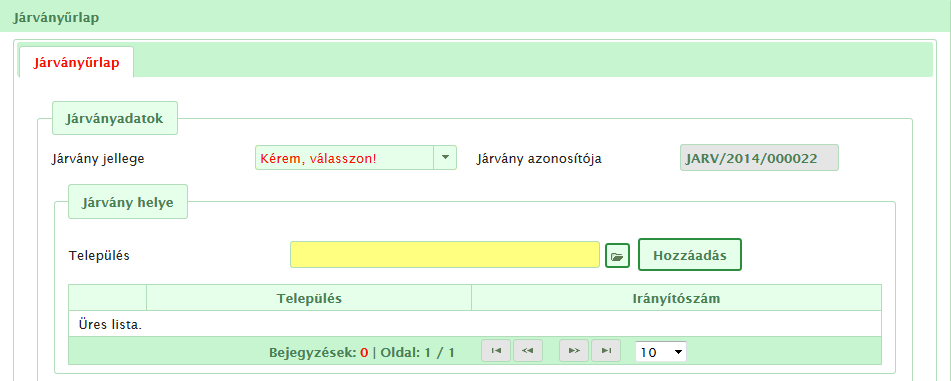 Járványűrlap
Járványűrlap
Járványadatok
Járvány jellege Kérem, válasszon! Járvány azonosítója JARV/2014/000022
Járvány helye
Település Hozzáadás
Település Irányítószám
Üres lista.
Bejegyzések: 0 | Oldal: 1 / 1 10